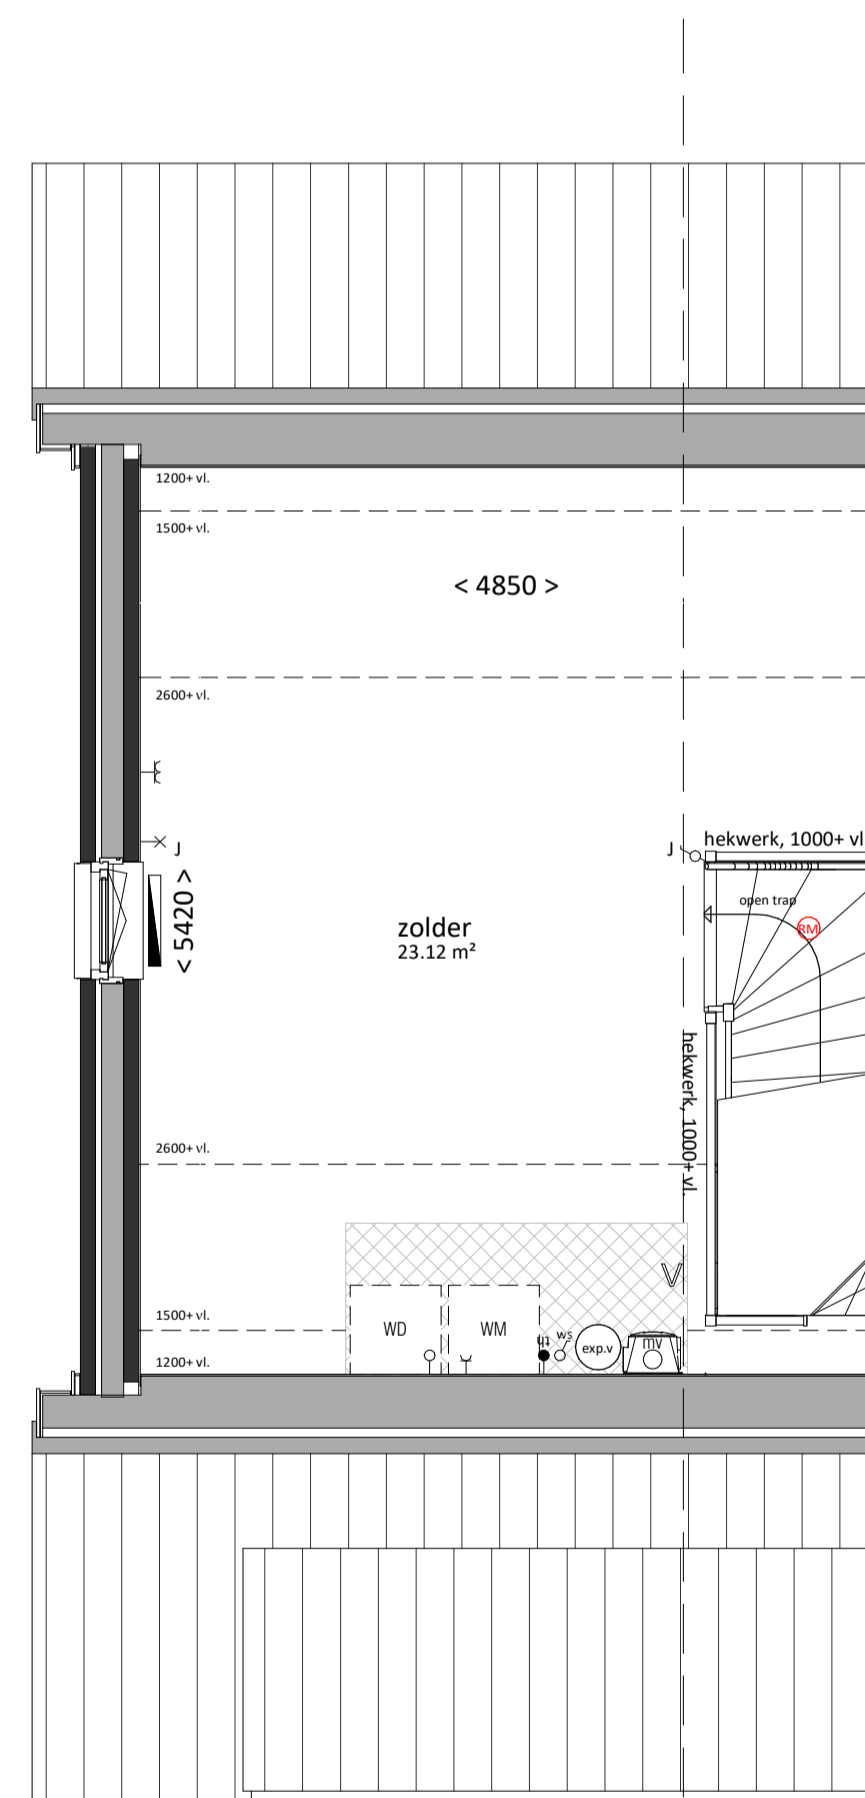 1200+ vl.
1500+ vl.
< 4850 >
2600+ vl.
J
< 5420 >
J
hekwerk, 1000+ vl
open trap
RM
zolder
23.12 m²
hekwerk, 1000+ vl.
2600+ vl.
1500+ vl.
WD
WM
ws
exp.v
mv
1200+ vl.